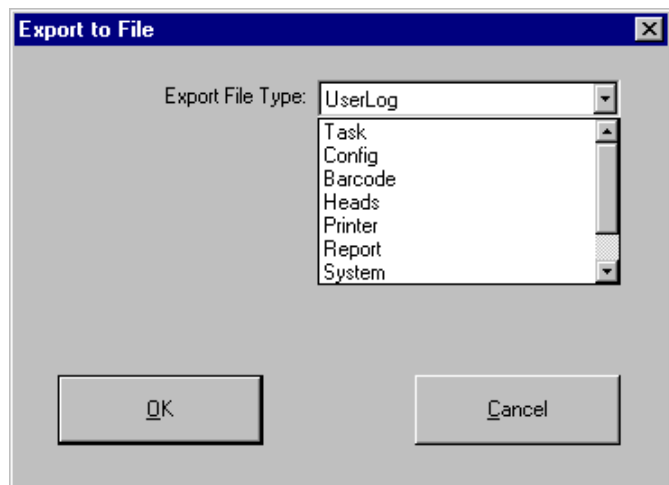 Export to File
Export File Type: UserLog
Task
Config
Barcode
Heads
Printer
Report
System
OK Cancel